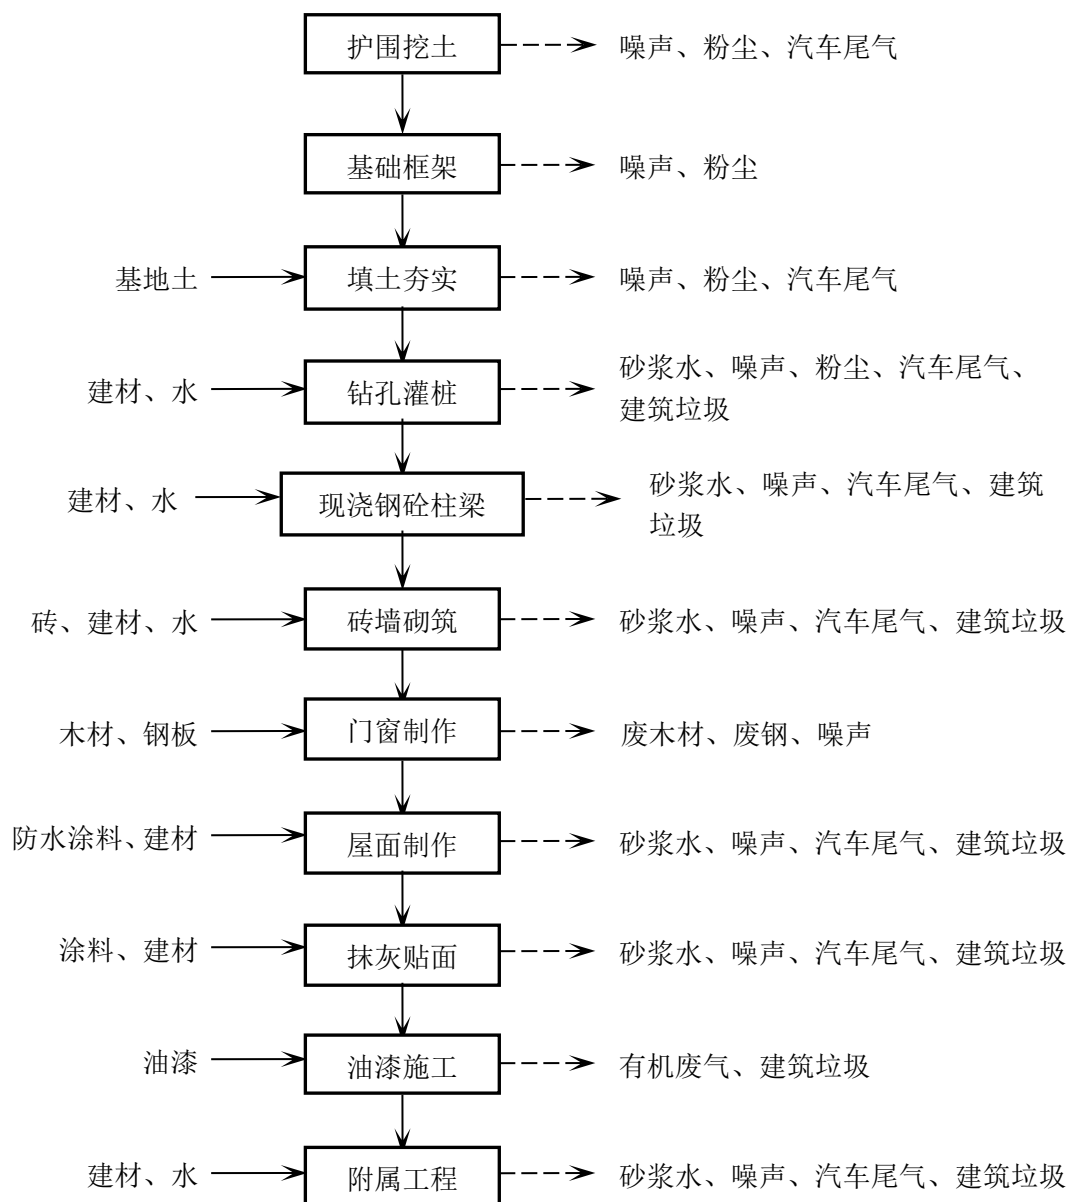 护围挖土
噪声、粉尘、汽车尾气
基础框架
噪声、粉尘
基地土
填土夯实
噪声、粉尘、汽车尾气
建材、水
钻孔灌桩
砂浆水、噪声、粉尘、汽车尾气、
建筑垃圾
建材、水
现浇钢砼柱梁
砂浆水、噪声、汽车尾气、建筑
垃圾
砖、建材、水
砖墙砌筑
砂浆水、噪声、汽车尾气、建筑垃圾
木材、钢板
门窗制作
废木材、废钢、噪声
防水涂料、建材
屋面制作
砂浆水、噪声、汽车尾气、建筑垃圾
涂料、建材
抹灰贴面
砂浆水、噪声、汽车尾气、建筑垃圾
油漆
油漆施工
有机废气、建筑垃圾
建材、水
附属工程
砂浆水、噪声、汽车尾气、建筑垃圾